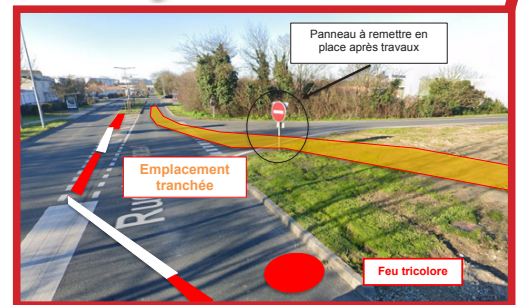 Panneau à remettre en
place après travaux
Emplacement
tranchée
Feu tricolore